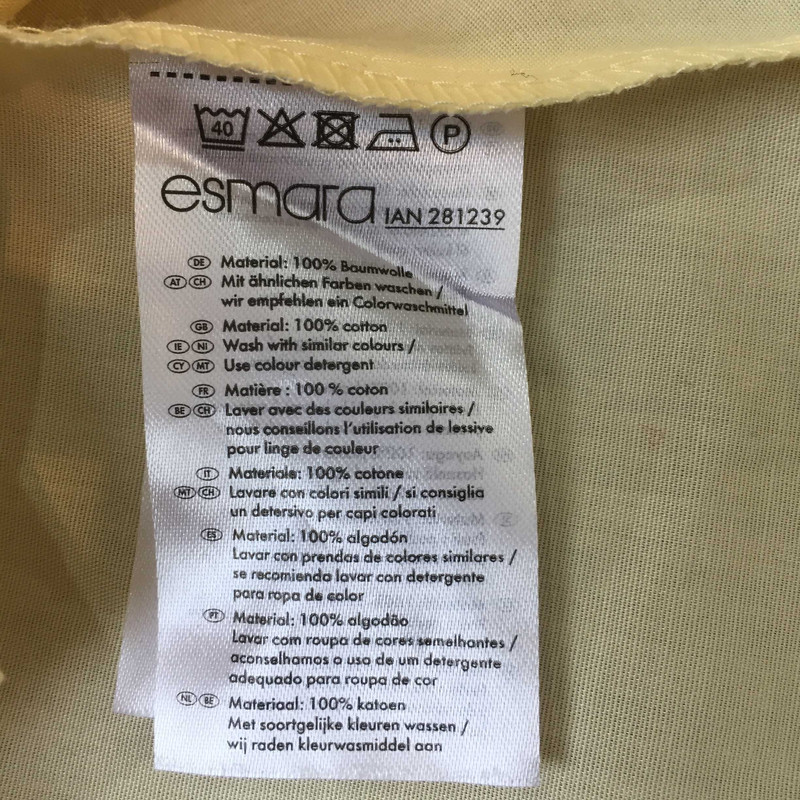 40 P
esmara IAN 281239
DE Material: 100% Baumwolle
AT CH Mit ähnlichen Farben waschen /
wir empfehlen ein Colorwaschmittel
GB Material: 100% cotton
IE NI Wash with similar colours /
CY MT Use colour detergent
FR Matière : 100 % coton
BE CH Laver avec des couleurs similaires /
nous conseillons l'utilisation de lessive
pour linge de couleur
IT Materiale: 100% cotone
MT CH Lavare con colori simili / si consiglia
un detersivo per capi colorati
ES Material: 100% algodón
Lavar con prendas de colores similares /
se recomienda lavar con detergente
para ropa de color
PT Material: 100% algodão
Lavar com roupa de cores semelhantes /
aconselhamos o uso de um detergente
adequado para roupa de cor
NL BE Materiaal: 100% katoen
Met soortgelijke kleuren wassen /
wij raden kleurwasmiddel aan